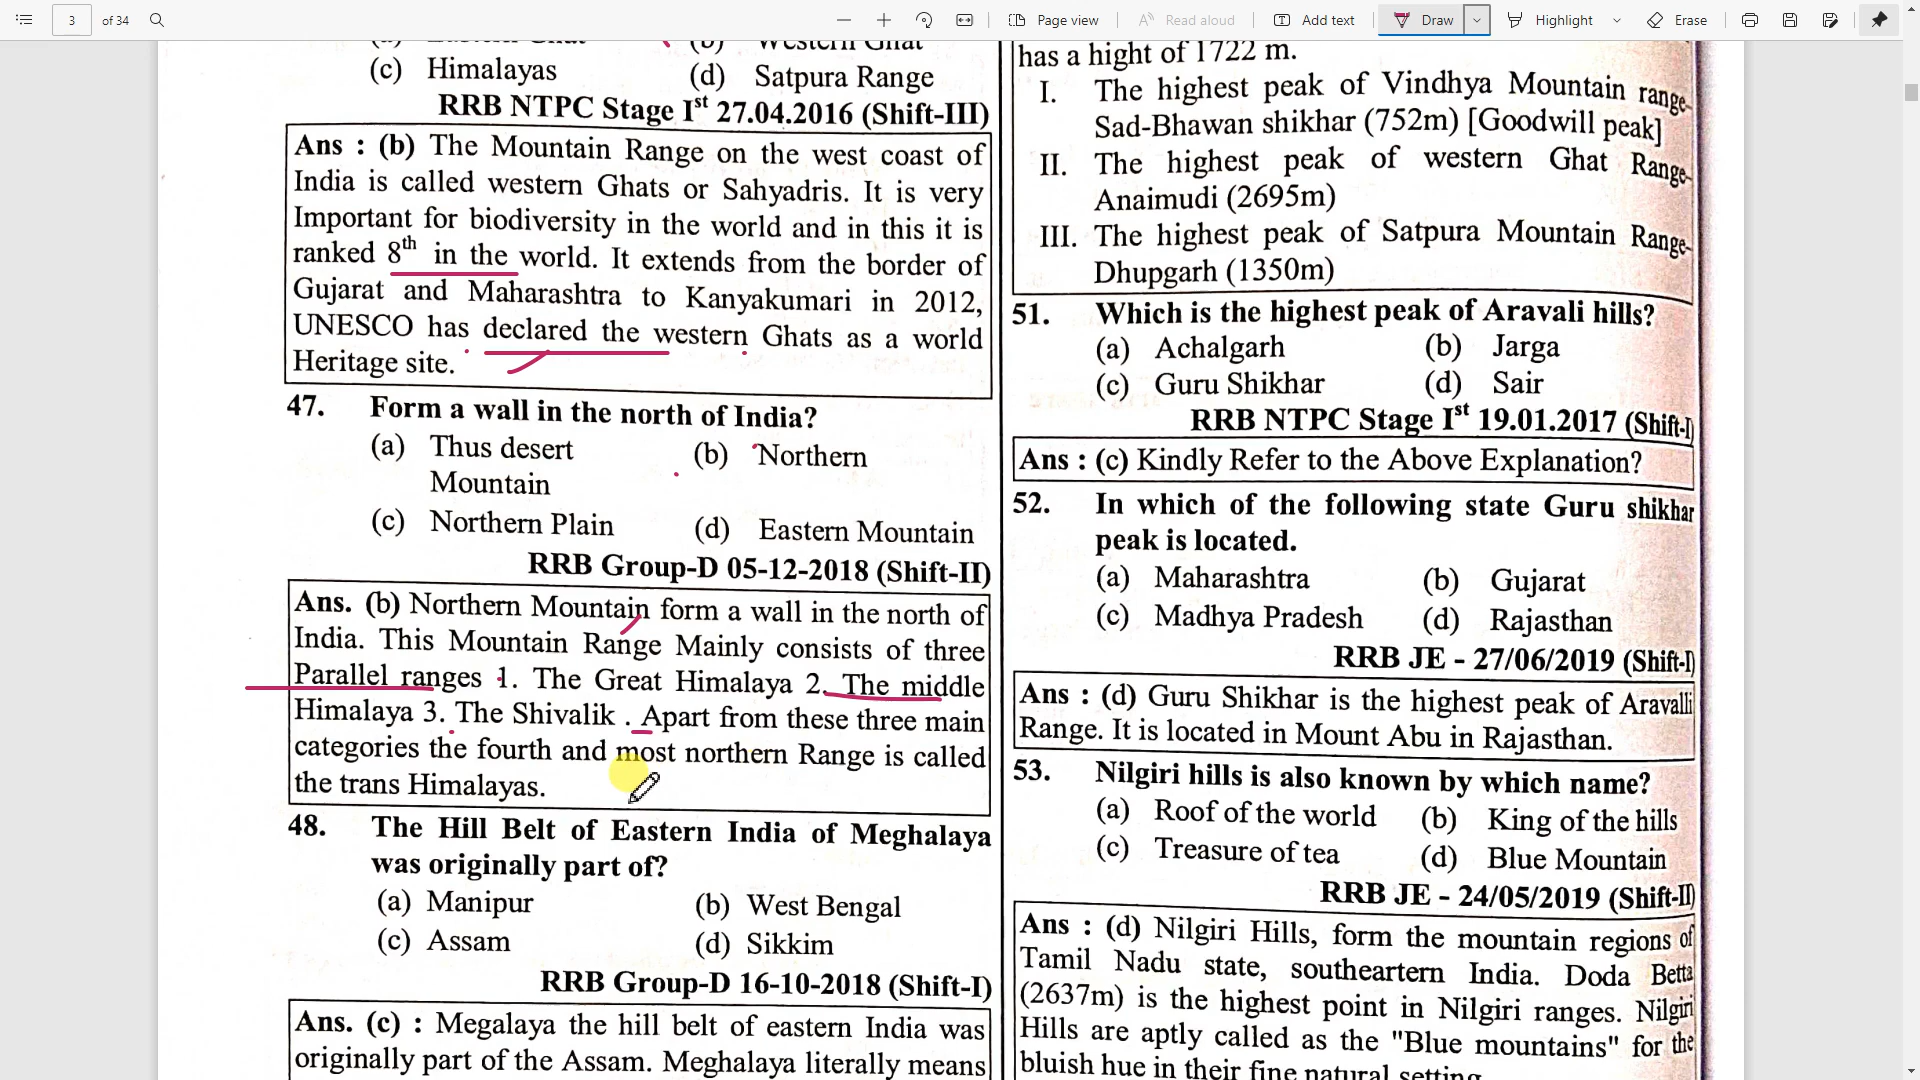 3 of 34
Page view
Read aloud
Add text
Draw
Highlight
Erase
(b) Western Ghat
(c) Himalayas (d) Satpura Range
RRB NTPC Stage Ist 27.04.2016 (Shift-III)
Ans : (b) The Mountain Range on the west coast of
India is called western Ghats or Sahyadris. It is very
Important for biodiversity in the world and in this it is
ranked 8th in the world. It extends from the border of
Gujarat and Maharashtra to Kanyakumari in 2012,
UNESCO has declared the western Ghats as a world
Heritage site.
47. Form a wall in the north of India?
(a) Thus desert (b) Northern
Mountain
(c) Northern Plain (d) Eastern Mountain
RRB Group-D 05-12-2018 (Shift-II)
Ans. (b) Northern Mountain form a wall in the north of
India. This Mountain Range Mainly consists of three
Parallel ranges 1. The Great Himalaya 2. The middle
Himalaya 3. The Shivalik . Apart from these three main
categories the fourth and most northern Range is called
the trans Himalayas.
48. The Hill Belt of Eastern India of Meghalaya
was originally part of?
(a) Manipur (b) West Bengal
(c) Assam (d) Sikkim
RRB Group-D 16-10-2018 (Shift-I)
Ans. (c) : Megalaya the hill belt of eastern India was
originally part of the Assam. Meghalaya literally means
has a hight of 1722 m.
I. The highest peak of Vindhya Mountain range-
Sad-Bhawan shikhar (752m) [Goodwill peak]
II. The highest peak of western Ghat Range-
Anaimudi (2695m)
III. The highest peak of Satpura Mountain Range-
Dhupgarh (1350m)
51. Which is the highest peak of Aravali hills?
(a) Achalgarh (b) Jarga
(c) Guru Shikhar (d) Sair
RRB NTPC Stage Ist 19.01.2017 (Shift-I)
Ans : (c) Kindly Refer to the Above Explanation?
52. In which of the following state Guru shikhar
peak is located.
(a) Maharashtra (b) Gujarat
(c) Madhya Pradesh (d) Rajasthan
RRB JE - 27/06/2019 (Shift-I)
Ans : (d) Guru Shikhar is the highest peak of Aravalli
Range. It is located in Mount Abu in Rajasthan.
53. Nilgiri hills is also known by which name?
(a) Roof of the world (b) King of the hills
(c) Treasure of tea (d) Blue Mountain
RRB JE - 24/05/2019 (Shift-II)
Ans : (d) Nilgiri Hills, form the mountain regions of
Tamil Nadu state, southeartern India. Doda Betta
(2637m) is the highest point in Nilgiri ranges. Nilgiri
Hills are aptly called as the "Blue mountains" for the
bluish hue in their fine natural setting.